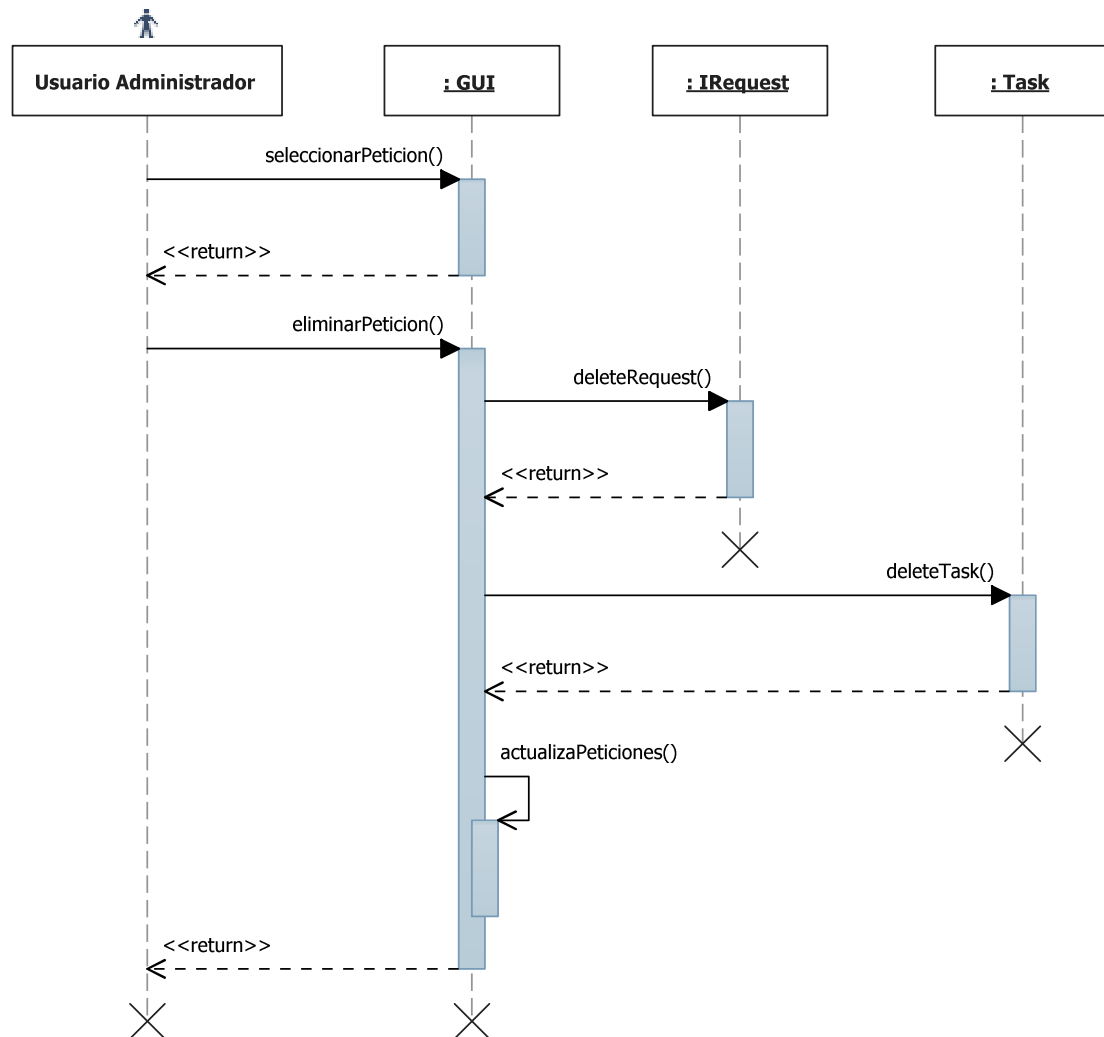 Usuario Administrador
: GUI
: IRequest
: Task
seleccionarPeticion()
<<return>>
eliminarPeticion()
deleteRequest()
<<return>>
deleteTask()
<<return>>
actualizaPeticiones()
<<return>>